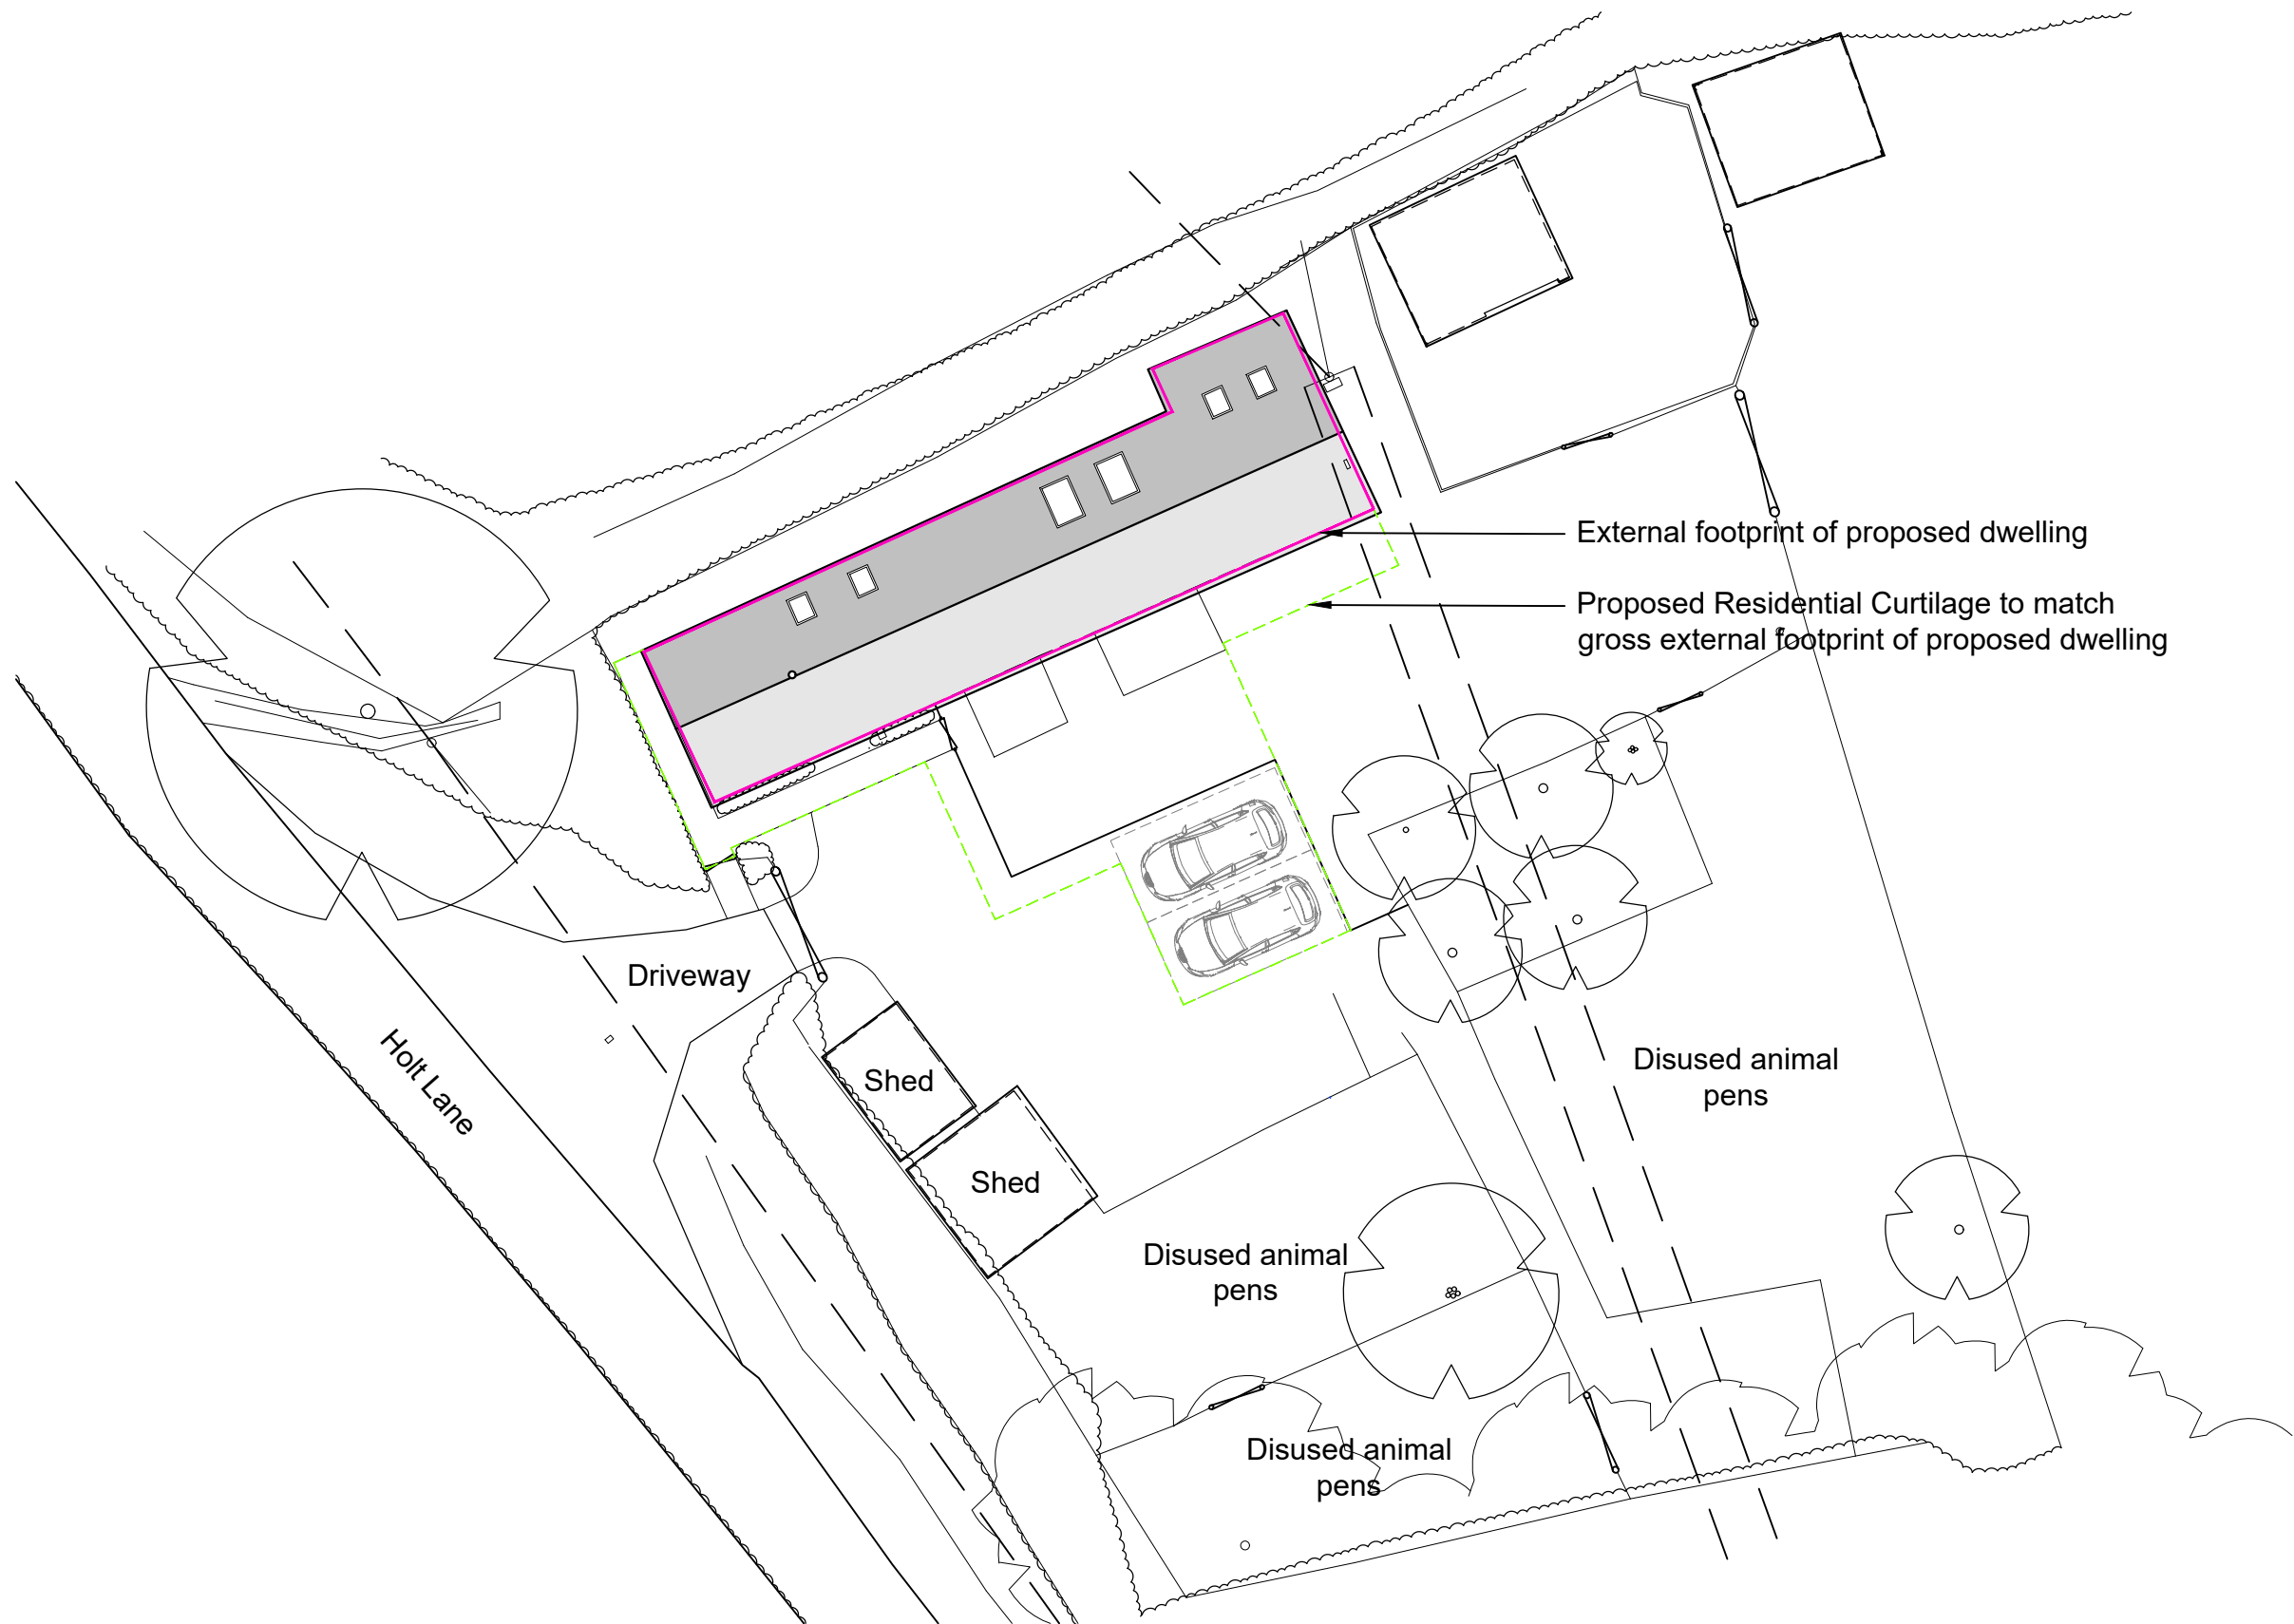 External footprint of proposed dwelling
Proposed Residential Curtilage to match
gross external footprint of proposed dwelling
Driveway
Holt Lane
Shed
Shed
Disused animal
pens
Disused animal
pens
Disused animal
pens